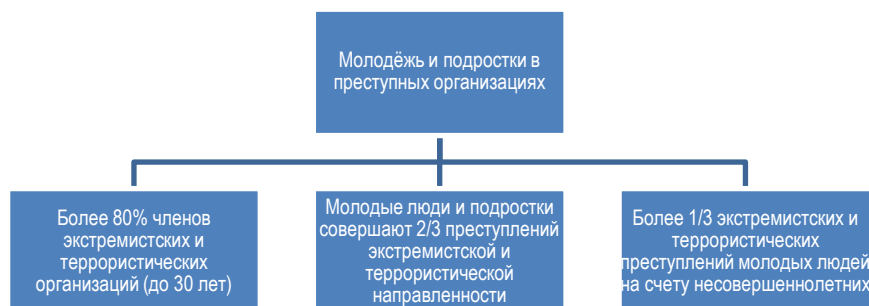 Молодёжь и подростки в
преступных организациях
Более 80% членов
экстремистских и
террористических
организаций (до 30 лет)
Молодые люди и подростки
совершают 2/3 преступлений
экстремистской и
террористической
направленности
Более 1/3 экстремистских и
террористических
преступлений молодых людей
на счету несовершеннолетних